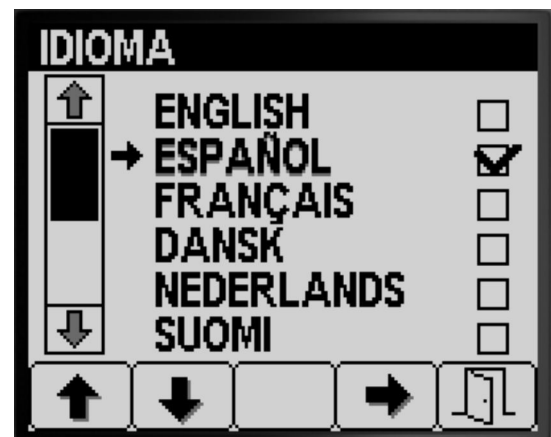 IDIOMA
ENGLISH
ESPAÑOL
FRANÇAIS
DANSK
NEDERLANDS
SUOMI